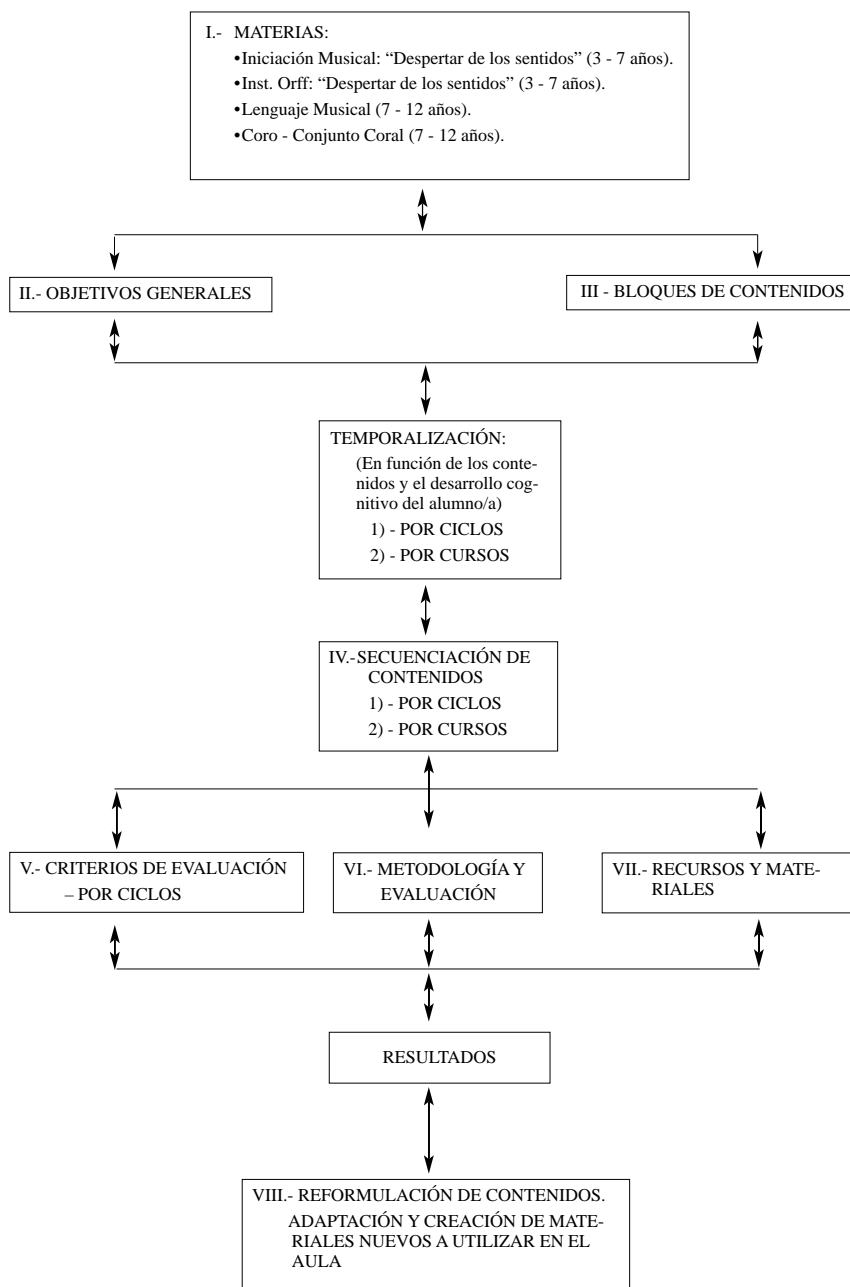 I.- MATERIAS:
•Iniciación Musical: “Despertar de los sentidos” (3 - 7 años).
•Inst. Orff: “Despertar de los sentidos” (3 - 7 años).
•Lenguaje Musical (7 - 12 años).
•Coro - Conjunto Coral (7 - 12 años).
II.- OBJETIVOS GENERALES
III - BLOQUES DE CONTENIDOS
TEMPORALIZACIÓN:
(En función de los conte-
nidos y el desarrollo cog-
nitivo del alumno/a)
1) - POR CICLOS
2) - POR CURSOS
IV.-SECUENCIACIÓN DE
CONTENIDOS
1) - POR CICLOS
2) - POR CURSOS
V.- CRITERIOS DE EVALUACIÓN
– POR CICLOS
VI.- METODOLOGÍA Y
EVALUACIÓN
VII.- RECURSOS Y MATE-
RIALES
RESULTADOS
VIII.- REFORMULACIÓN DE CONTENIDOS.
ADAPTACIÓN Y CREACIÓN DE MATE-
RIALES NUEVOS A UTILIZAR EN EL
AULA